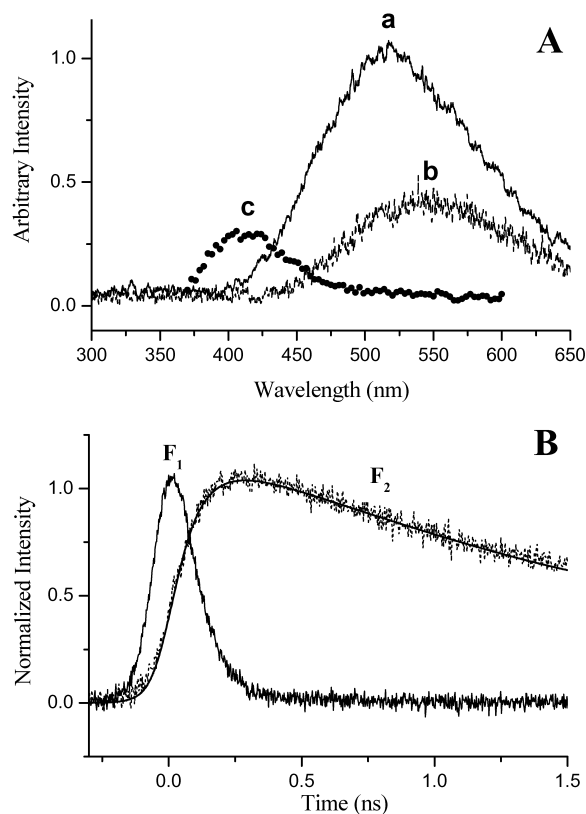 A
a
b
c
1.0
0.5
0.0
Arbitrary Intensity
300 350 400 450 500 550 600 650
Wavelength (nm)
B
F1
F2
1.0
0.5
0.0
Normalized Intensity
0.0 0.5 1.0 1.5
Time (ns)